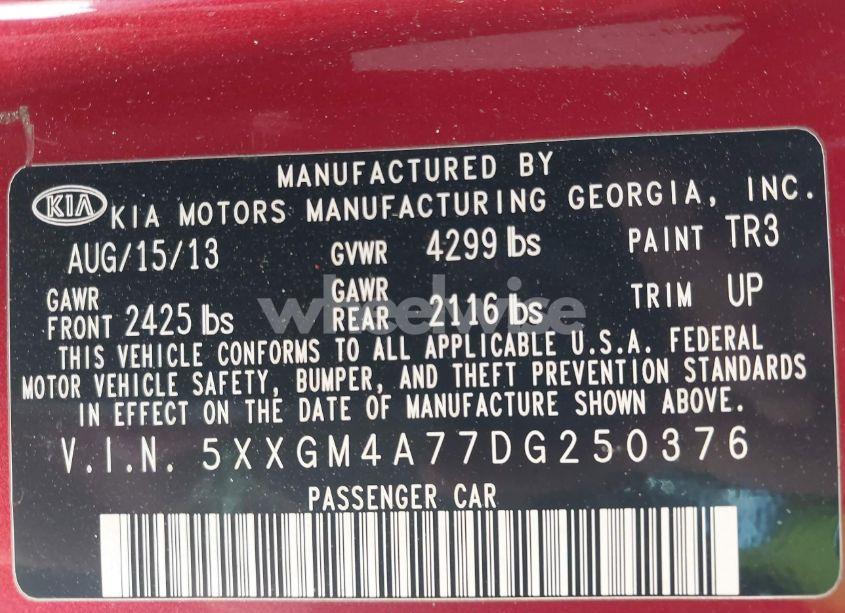 MANUFACTURED BY
KIA KIA MOTORS MANUFACTURING GEORGIA, INC.
AUG/15/13 GVWR 4299 lbs PAINT TR3
GAWR FRONT 2425 lbs GAWR REAR 2116 lbs TRIM UP
wheelwise
THIS VEHICLE CONFORMS TO ALL APPLICABLE U.S.A. FEDERAL
MOTOR VEHICLE SAFETY, BUMPER, AND THEFT PREVENTION STANDARDS
IN EFFECT ON THE DATE OF MANUFACTURE SHOWN ABOVE.
V.I.N. 5XXGM4A77DG250376
PASSENGER CAR